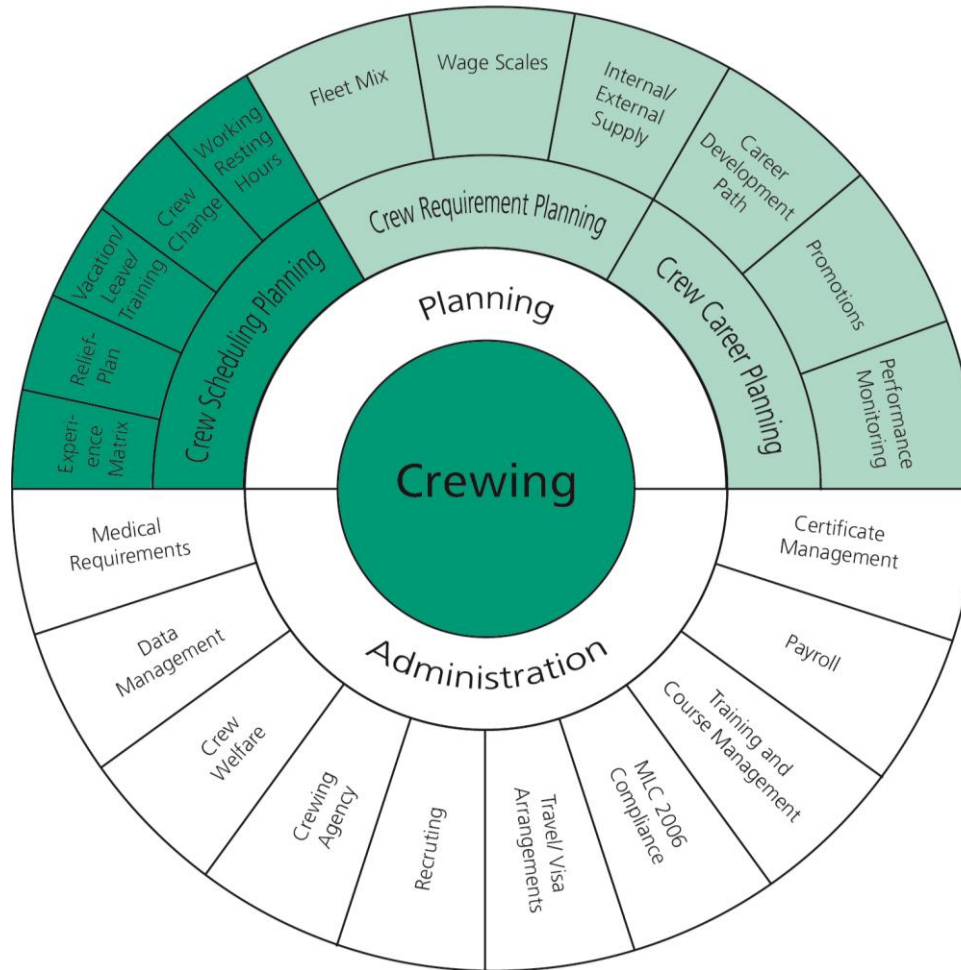 Fleet Mix
Wage Scales
Internal/
External
Supply
Career
Development
Path
Promotions
Performance
Monitoring
Working
Resting
Hours
Crew
Change
Vacation/
Leave/
Training
Relief-
Plan
Experi-
ence
Matrix
Crew Scheduling Planning
Crew Requirement Planning
Crew Career Planning
Planning
Crewing
Administration
Medical
Requirements
Data
Management
Crew
Welfare
Crewing
Agency
Recruting
Travel/ Visa
Arrangements
MLC 2006
Compliance
Training and
Course Management
Payroll
Certificate
Management